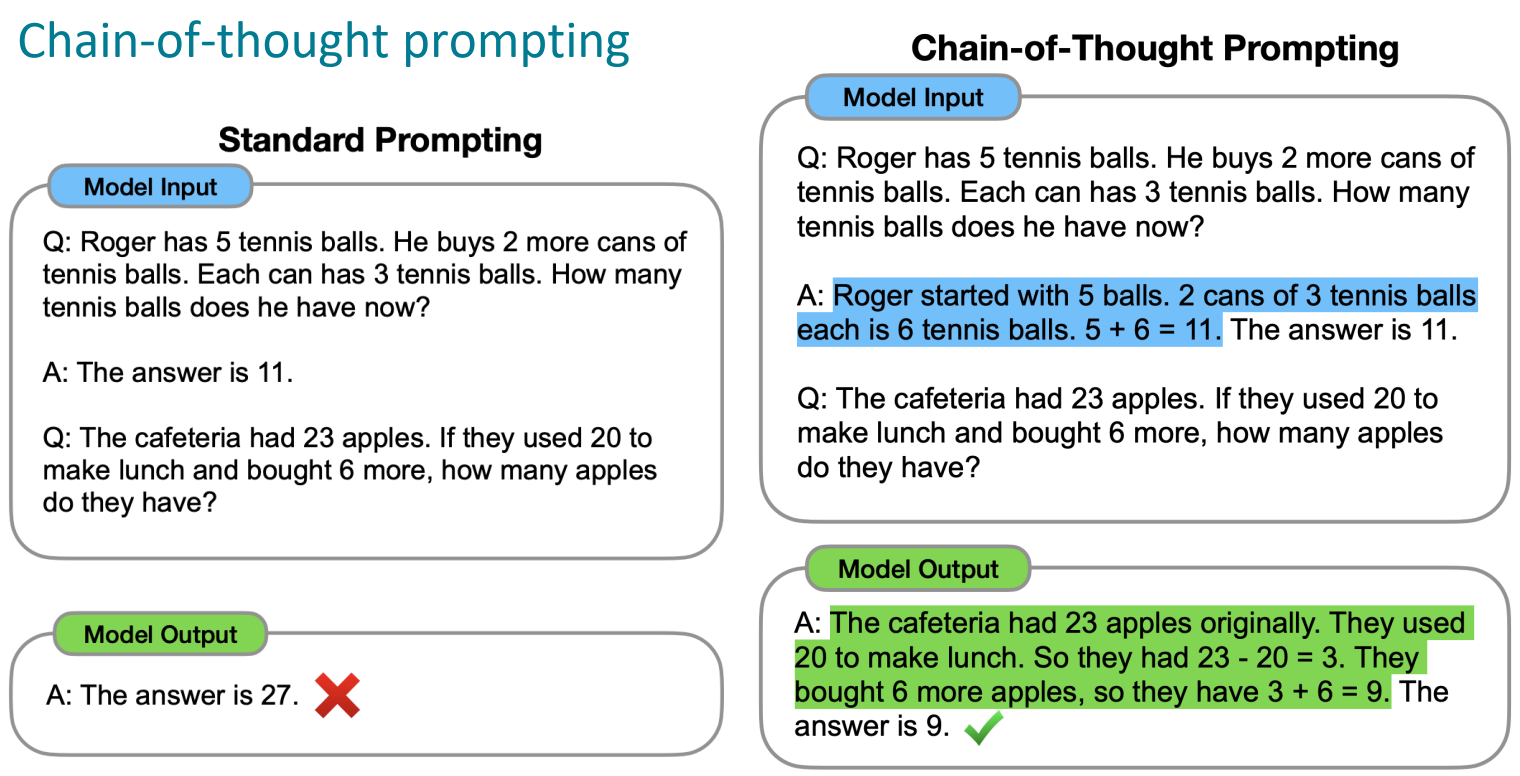 Chain-of-thought prompting
Standard Prompting
Model Input
Q: Roger has 5 tennis balls. He buys 2 more cans of
tennis balls. Each can has 3 tennis balls. How many
tennis balls does he have now?
A: The answer is 11.
Q: The cafeteria had 23 apples. If they used 20 to
make lunch and bought 6 more, how many apples
do they have?
Model Output
A: The answer is 27.
Chain-of-Thought Prompting
Model Input
Q: Roger has 5 tennis balls. He buys 2 more cans of
tennis balls. Each can has 3 tennis balls. How many
tennis balls does he have now?
A: Roger started with 5 balls. 2 cans of 3 tennis balls
each is 6 tennis balls. 5 + 6 = 11. The answer is 11.
Q: The cafeteria had 23 apples. If they used 20 to
make lunch and bought 6 more, how many apples
do they have?
Model Output
A: The cafeteria had 23 apples originally. They used
20 to make lunch. So they had 23 - 20 = 3. They
bought 6 more apples, so they have 3 + 6 = 9. The
answer is 9.